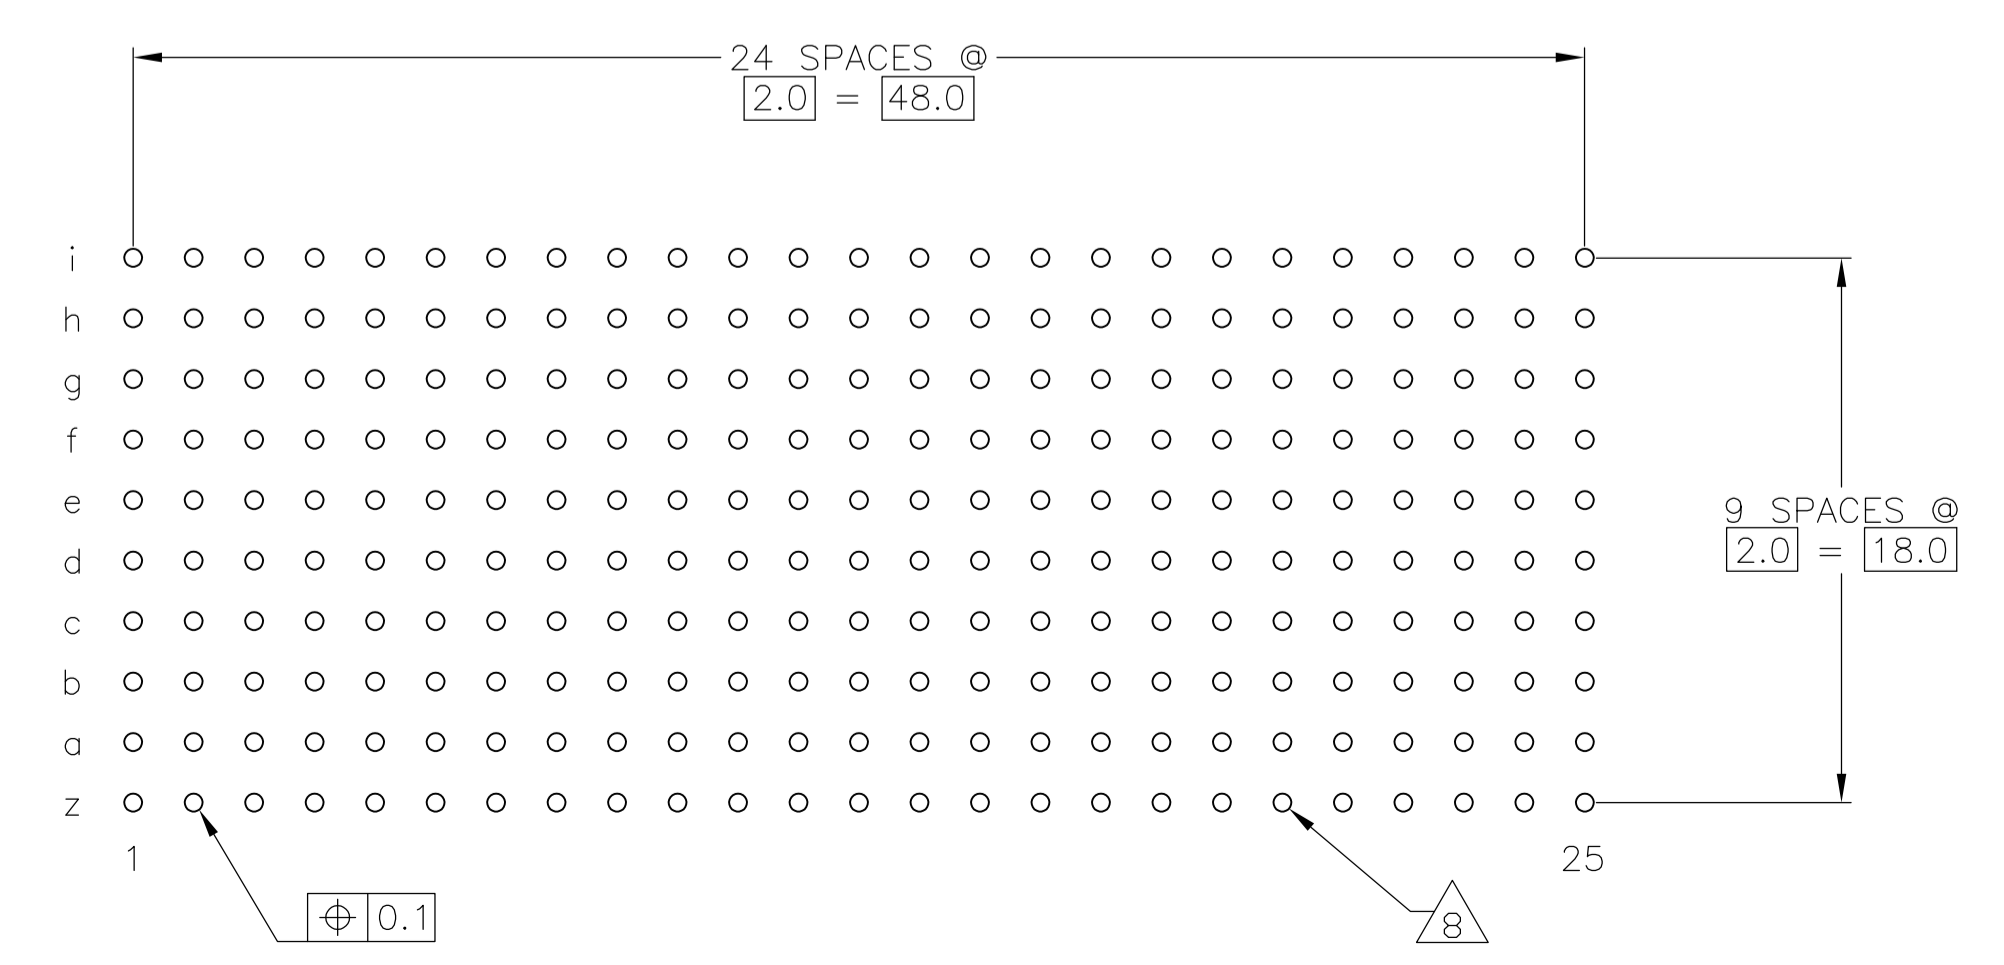 24 SPACES @
2.0 = 48.0
i
h
g
f
e
d
c
b
a
z
9 SPACES @
2.0 = 18.0
1
25
⌖ 0.1
8